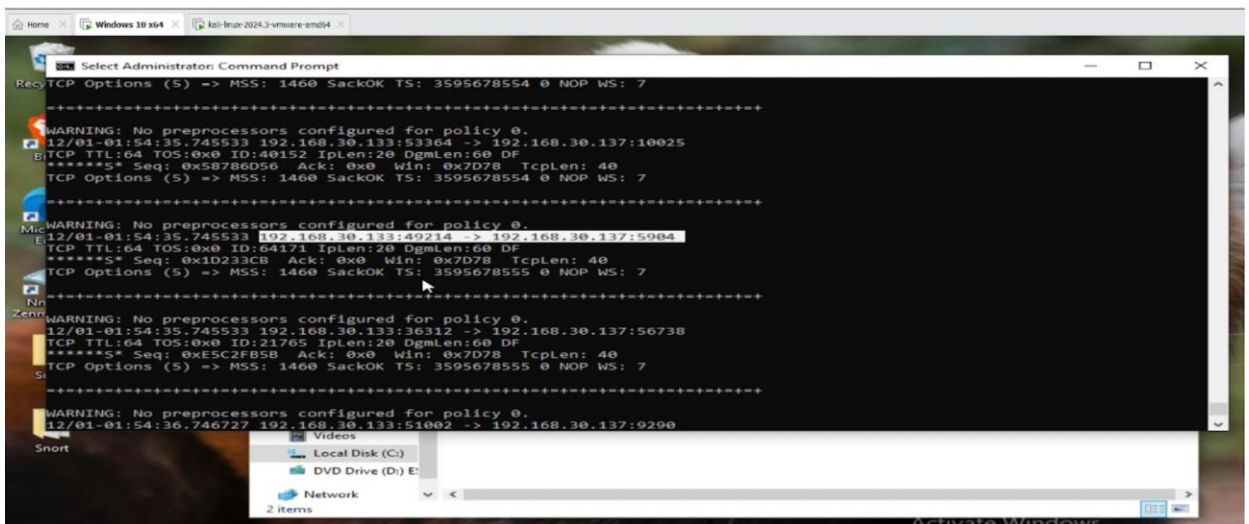 Home
Windows 10 x64
kali-linux-2024.3-vmware-amd64
Select Administrator: Command Prompt
Recy
TCP Options (5) => MSS: 1460 SackOK TS: 3595678554 0 NOP WS: 7
=+=+=+=+=+=+=+=+=+=+=+=+=+=+=+=+=+=+=+=+=+=+=+=+=+=+=+=+=+=+=+=+=+=+=+=+=+
WARNING: No preprocessors configured for policy 0.
12/01-01:54:35.745533 192.168.30.133:53364 -> 192.168.30.137:10025
TCP TTL:64 TOS:0x0 ID:40152 IpLen:20 DgmLen:60 DF
******S* Seq: 0x58786D56 Ack: 0x0 Win: 0x7D78 TcpLen: 40
TCP Options (5) => MSS: 1460 SackOK TS: 3595678554 0 NOP WS: 7
=+=+=+=+=+=+=+=+=+=+=+=+=+=+=+=+=+=+=+=+=+=+=+=+=+=+=+=+=+=+=+=+=+=+=+=+=+
WARNING: No preprocessors configured for policy 0.
Mic
12/01-01:54:35.745533 192.168.30.133:49214 -> 192.168.30.137:5904
TCP TTL:64 TOS:0x0 ID:64171 IpLen:20 DgmLen:60 DF
******S* Seq: 0x1D233CB Ack: 0x0 Win: 0x7D78 TcpLen: 40
TCP Options (5) => MSS: 1460 SackOK TS: 3595678555 0 NOP WS: 7
=+=+=+=+=+=+=+=+=+=+=+=+=+=+=+=+=+=+=+=+=+=+=+=+=+=+=+=+=+=+=+=+=+=+=+=+=+
Zenm
WARNING: No preprocessors configured for policy 0.
12/01-01:54:35.745533 192.168.30.133:36312 -> 192.168.30.137:56738
TCP TTL:64 TOS:0x0 ID:21765 IpLen:20 DgmLen:60 DF
******S* Seq: 0xE5C2FB5B Ack: 0x0 Win: 0x7D78 TcpLen: 40
TCP Options (5) => MSS: 1460 SackOK TS: 3595678555 0 NOP WS: 7
=+=+=+=+=+=+=+=+=+=+=+=+=+=+=+=+=+=+=+=+=+=+=+=+=+=+=+=+=+=+=+=+=+=+=+=+=+
WARNING: No preprocessors configured for policy 0.
12/01-01:54:36.746727 192.168.30.133:51002 -> 192.168.30.137:9290
Snort
Videos
Local Disk (C:)
DVD Drive (D:) E
Network
2 items
Activate Windows